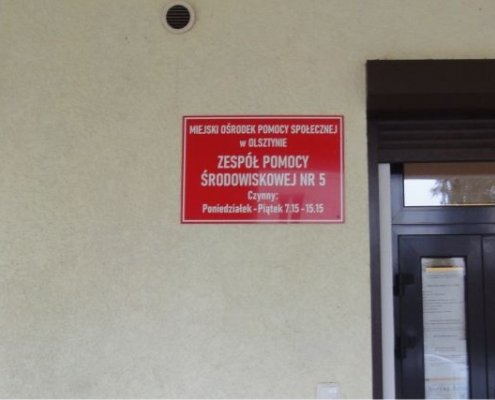 MIEJSKI OŚRODEK POMOCY SPOŁECZNEJ
w OLSZTYNIE
ZESPÓŁ POMOCY
ŚRODOWISKOWEJ NR 5
Czynny:
Poniedziałek - Piątek 7.15 - 15.15